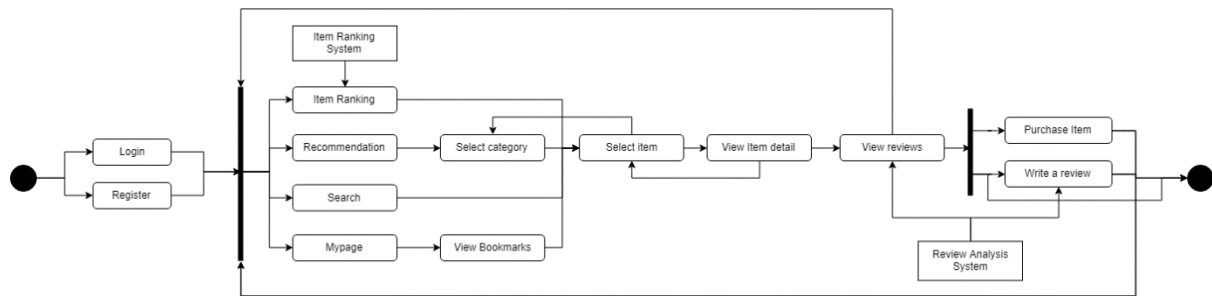 Item Ranking
System
Item Ranking
Login
Recommendation
Select category
Select item
View Item detail
View reviews
Purchase Item
Register
Search
Write a review
Mypage
View Bookmarks
Review Analysis
System